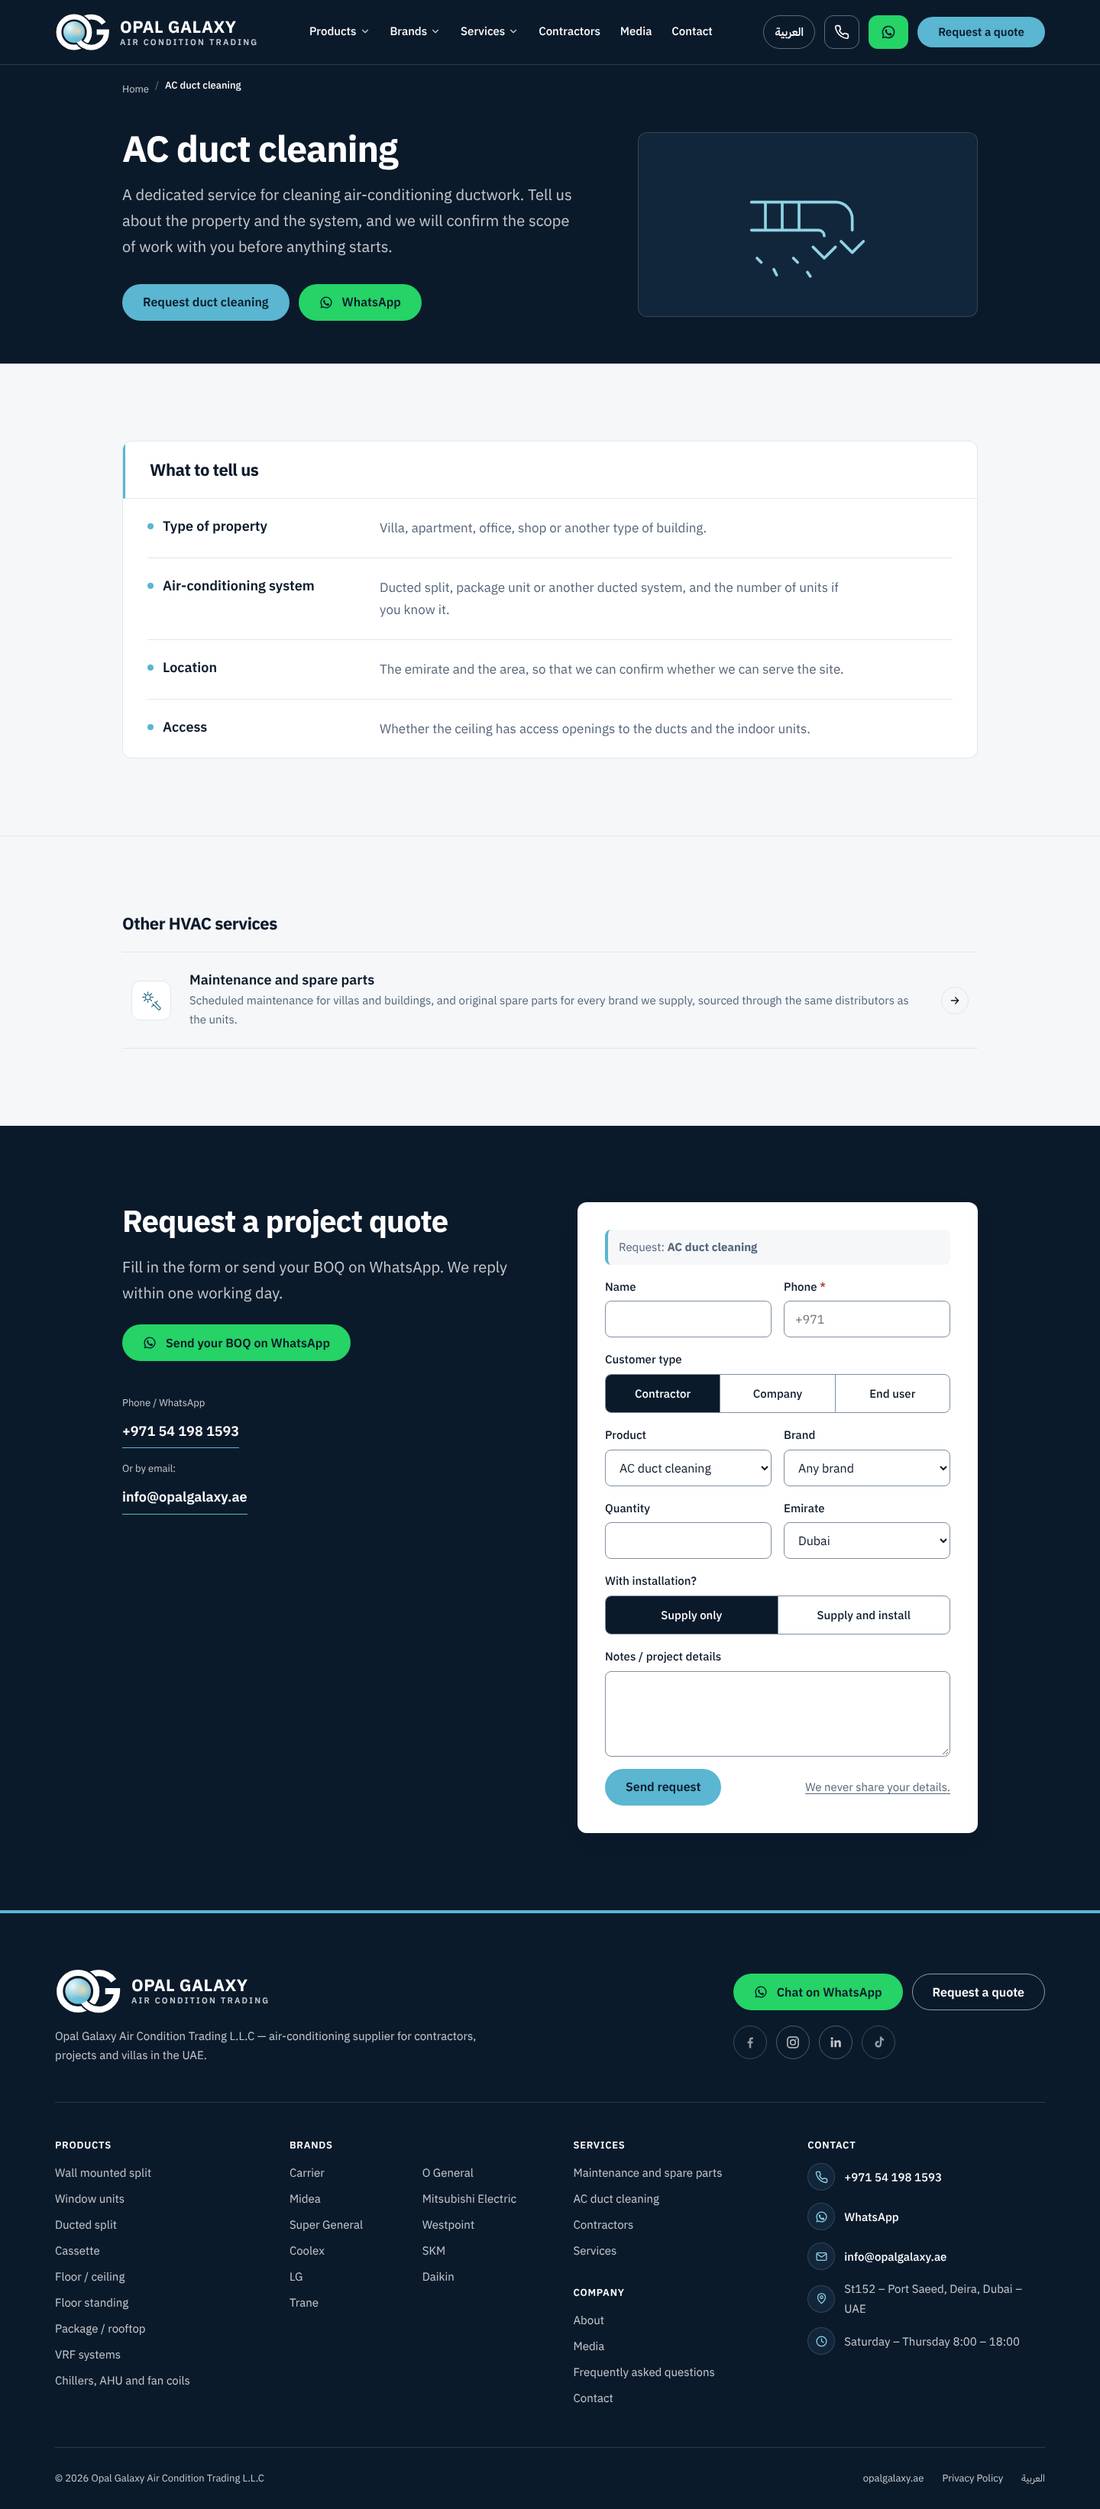 OPAL GALAXY
AIR CONDITION TRADING
Products
Brands
Services
Contractors
Media
Contact
العربية
Request a quote
Home / AC duct cleaning
AC duct cleaning
A dedicated service for cleaning air-conditioning ductwork. Tell us
about the property and the system, and we will confirm the scope
of work with you before anything starts.
Request duct cleaning
WhatsApp
What to tell us
Type of property
Villa, apartment, office, shop or another type of building.
Air-conditioning system
Ducted split, package unit or another ducted system, and the number of units if
you know it.
Location
The emirate and the area, so that we can confirm whether we can serve the site.
Access
Whether the ceiling has access openings to the ducts and the indoor units.
Other HVAC services
Maintenance and spare parts
Scheduled maintenance for villas and buildings, and original spare parts for every brand we supply, sourced through the same distributors as
the units.
Request a project quote
Fill in the form or send your BOQ on WhatsApp. We reply
within one working day.
Send your BOQ on WhatsApp
Phone / WhatsApp
+971 54 198 1593
Or by email:
info@opalgalaxy.ae
Request: AC duct cleaning
Name
Phone *
+971
Customer type
Contractor
Company
End user
Product
Brand
AC duct cleaning
Any brand
Quantity
Emirate
Dubai
With installation?
Supply only
Supply and install
Notes / project details
Send request
We never share your details.
OPAL GALAXY
AIR CONDITION TRADING
Opal Galaxy Air Condition Trading L.L.C — air-conditioning supplier for contractors,
projects and villas in the UAE.
Chat on WhatsApp
Request a quote
PRODUCTS
Wall mounted split
Window units
Ducted split
Cassette
Floor / ceiling
Floor standing
Package / rooftop
VRF systems
Chillers, AHU and fan coils
BRANDS
Carrier
Midea
Super General
Coolex
LG
Trane
O General
Mitsubishi Electric
Westpoint
SKM
Daikin
SERVICES
Maintenance and spare parts
AC duct cleaning
Contractors
Services
COMPANY
About
Media
Frequently asked questions
Contact
CONTACT
+971 54 198 1593
WhatsApp
info@opalgalaxy.ae
St152 – Port Saeed, Deira, Dubai –
UAE
Saturday – Thursday 8:00 – 18:00
© 2026 Opal Galaxy Air Condition Trading L.L.C
opalgalaxy.ae
Privacy Policy
العربية